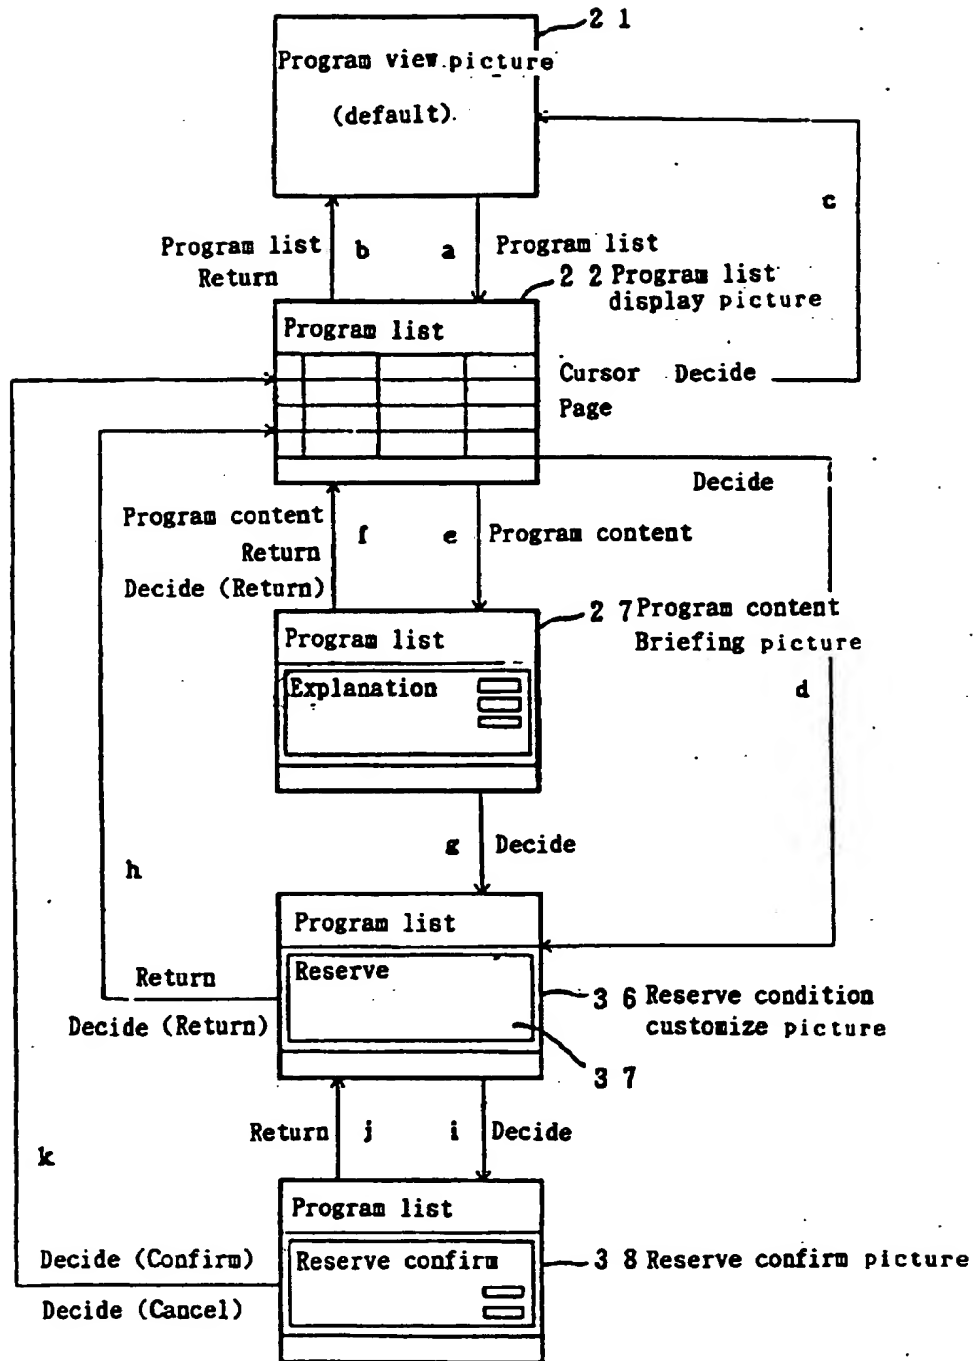 2 1
Program view picture
(default).
c
Program list
Return
b
a
Program list
2 2 Program list
display picture
Program list
Cursor Decide
Page
Decide
Program content
Return
Decide (Return)
f
e
Program content
2 7 Program content
Briefing picture
Program list
Explanation
d
g
Decide
h
Program list
Reserve
Return
Decide (Return)
3 6 Reserve condition
customize picture
3 7
Return
j
i
Decide
k
Program list
Reserve confirm
Decide (Confirm)
Decide (Cancel)
3 8 Reserve confirm picture